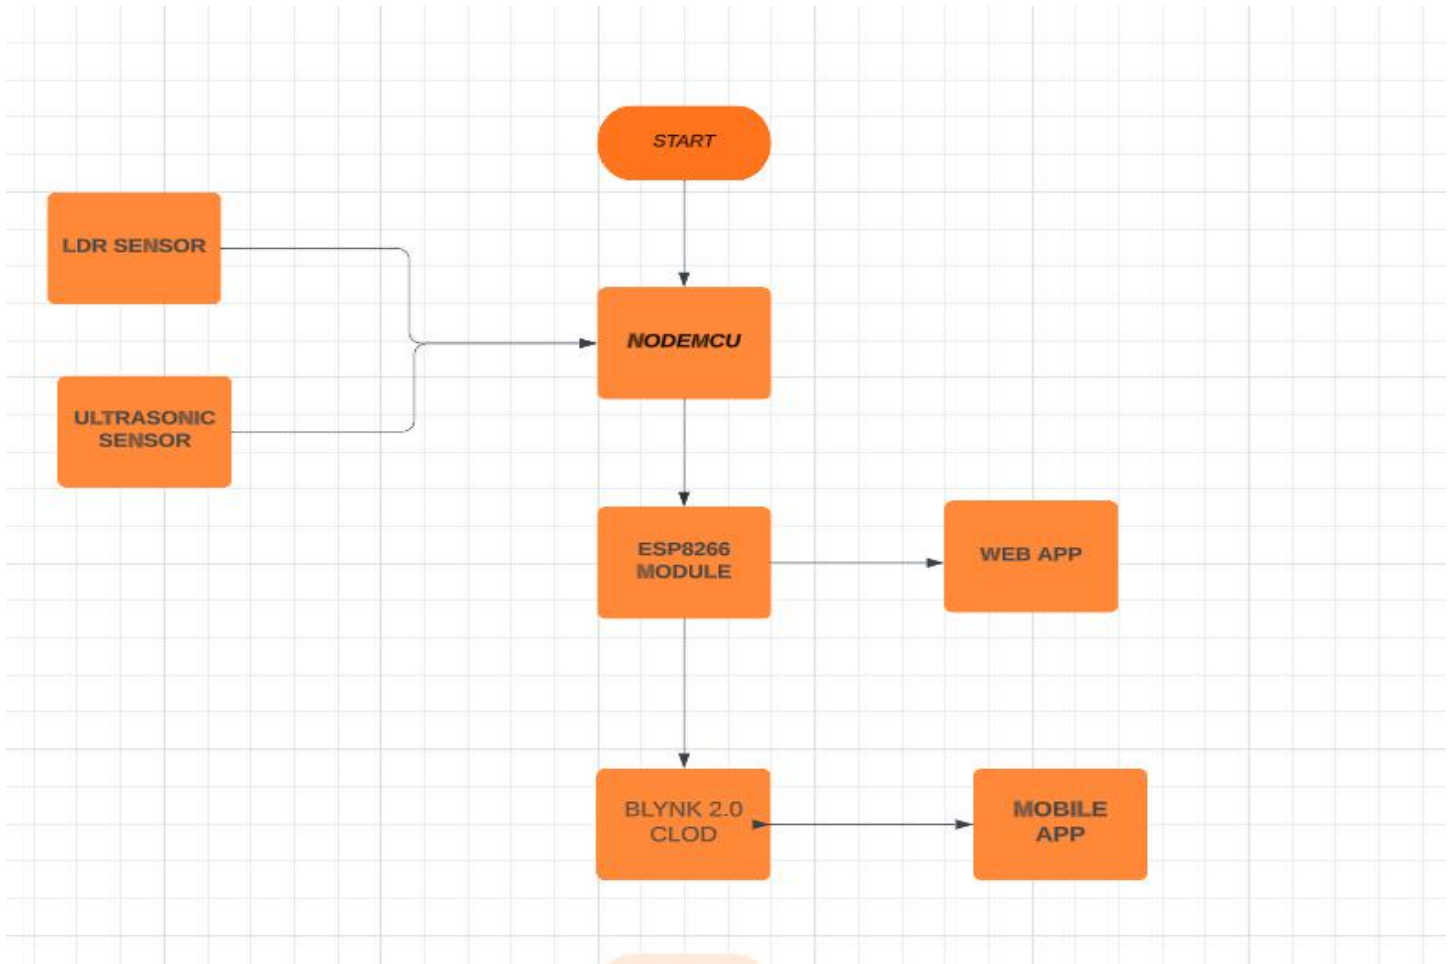 START
LDR SENSOR
NODEMCU
ULTRASONIC
SENSOR
ESP8266
MODULE
WEB APP
BLYNK 2.0
CLOD
MOBILE
APP